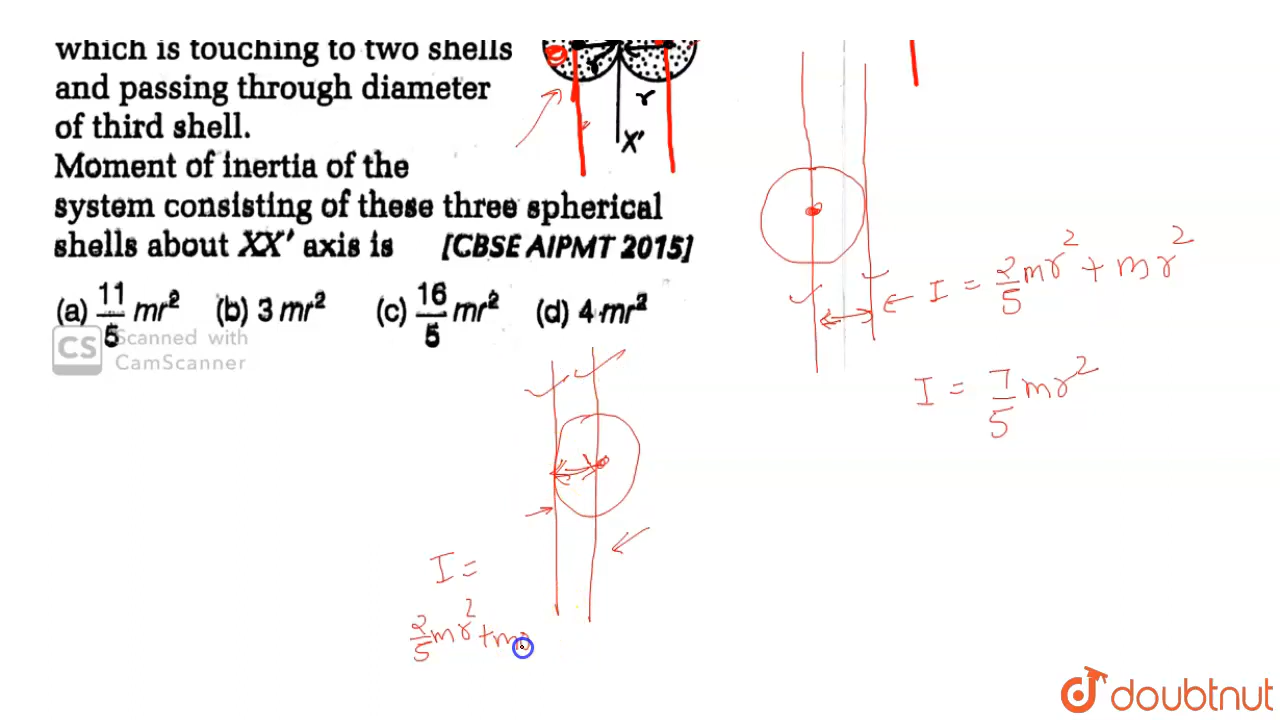 which is touching to two shells
and passing through diameter
of third shell.
Moment of inertia of the
system consisting of these three spherical
shells about XX′ axis is [CBSE AIPMT 2015]
(a) 11/5 mr² (b) 3 mr² (c) 16/5 mr² (d) 4 mr²
CS Scanned with
CamScanner
r
r
X′
I = 2/5 mr² + mr²
I = 7/5 mr²
I =
2/5 mr² + m
doubtnut